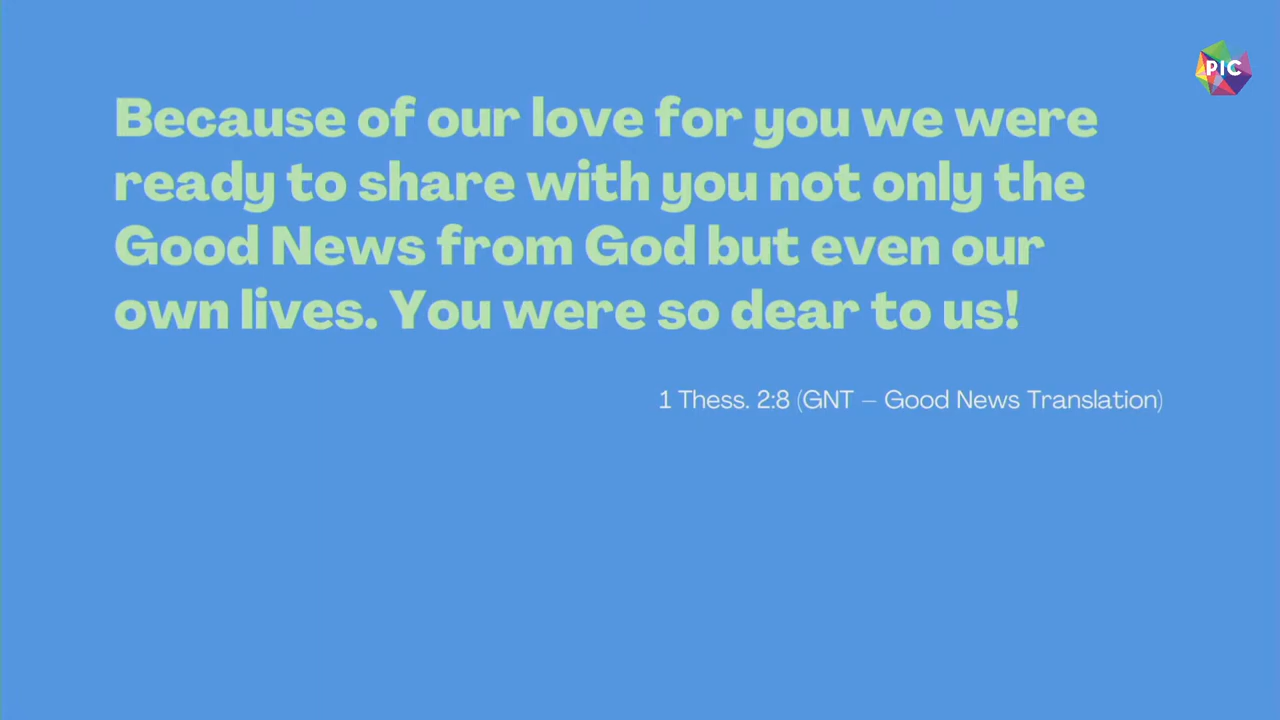 PIC
Because of our love for you we were
ready to share with you not only the
Good News from God but even our
own lives. You were so dear to us!
1 Thess. 2:8 (GNT – Good News Translation)